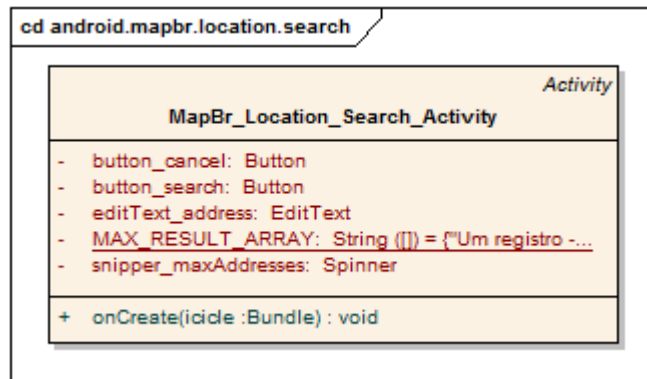 cd android.mapbr.location.search
Activity
MapBr_Location_Search_Activity
- button_cancel: Button
- button_search: Button
- editText_address: EditText
- MAX_RESULT_ARRAY: String ([]) = {"Um registro -...
- snipper_maxAddresses: Spinner
+ onCreate(icicle :Bundle) : void